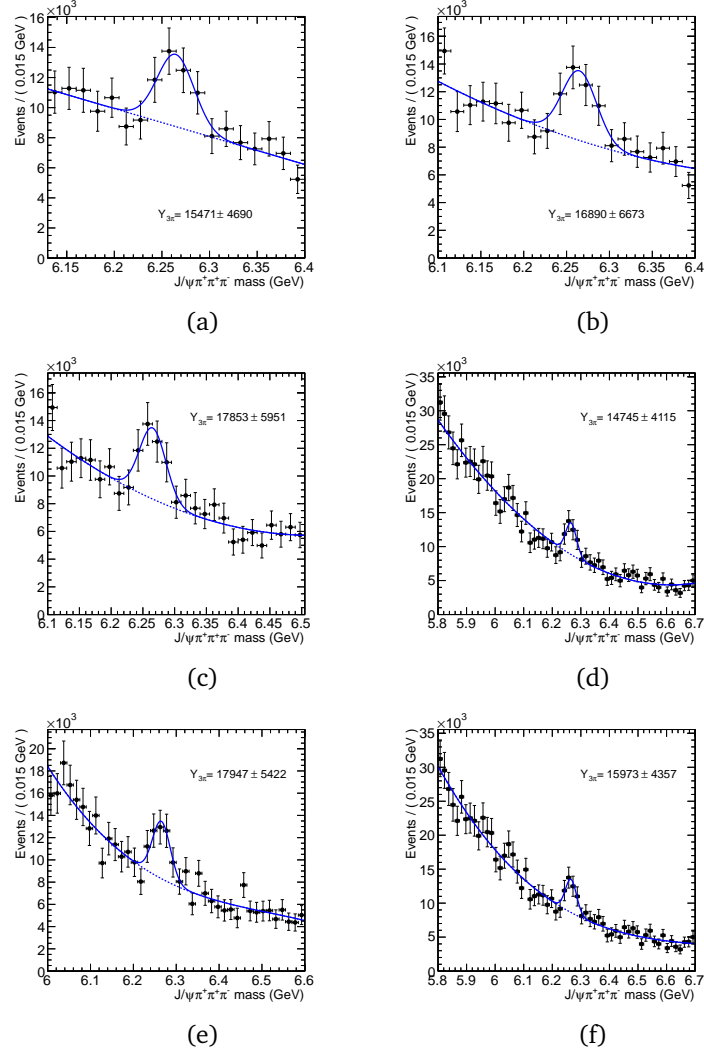 ×10³
Events / ( 0.015 GeV )
16
14
12
10
8
6
4
2
0
Y3π= 15471± 4690
6.15 6.2 6.25 6.3 6.35 6.4
J/ψπ⁺π⁺π⁻ mass (GeV)
(a)
×10³
Events / ( 0.015 GeV )
16
14
12
10
8
6
4
2
0
Y3π= 16890 ± 6673
6.1 6.15 6.2 6.25 6.3 6.35 6.4
J/ψπ⁺π⁺π⁻ mass (GeV)
(b)
×10³
Events / ( 0.015 GeV )
16
14
12
10
8
6
4
2
0
Y3π= 17853 ± 5951
6.1 6.15 6.2 6.25 6.3 6.35 6.4 6.45 6.5
J/ψπ⁺π⁺π⁻ mass (GeV)
(c)
×10³
Events / ( 0.015 GeV )
35
30
25
20
15
10
5
0
Y3π= 14745 ± 4115
5.8 5.9 6 6.1 6.2 6.3 6.4 6.5 6.6 6.7
J/ψπ⁺π⁺π⁻ mass (GeV)
(d)
×10³
Events / ( 0.015 GeV )
20
18
16
14
12
10
8
6
4
2
0
Y3π= 17947 ± 5422
6 6.1 6.2 6.3 6.4 6.5 6.6
J/ψπ⁺π⁺π⁻ mass (GeV)
(e)
×10³
Events / ( 0.015 GeV )
35
30
25
20
15
10
5
0
Y3π= 15973 ± 4357
5.8 5.9 6 6.1 6.2 6.3 6.4 6.5 6.6 6.7
J/ψπ⁺π⁺π⁻ mass (GeV)
(f)